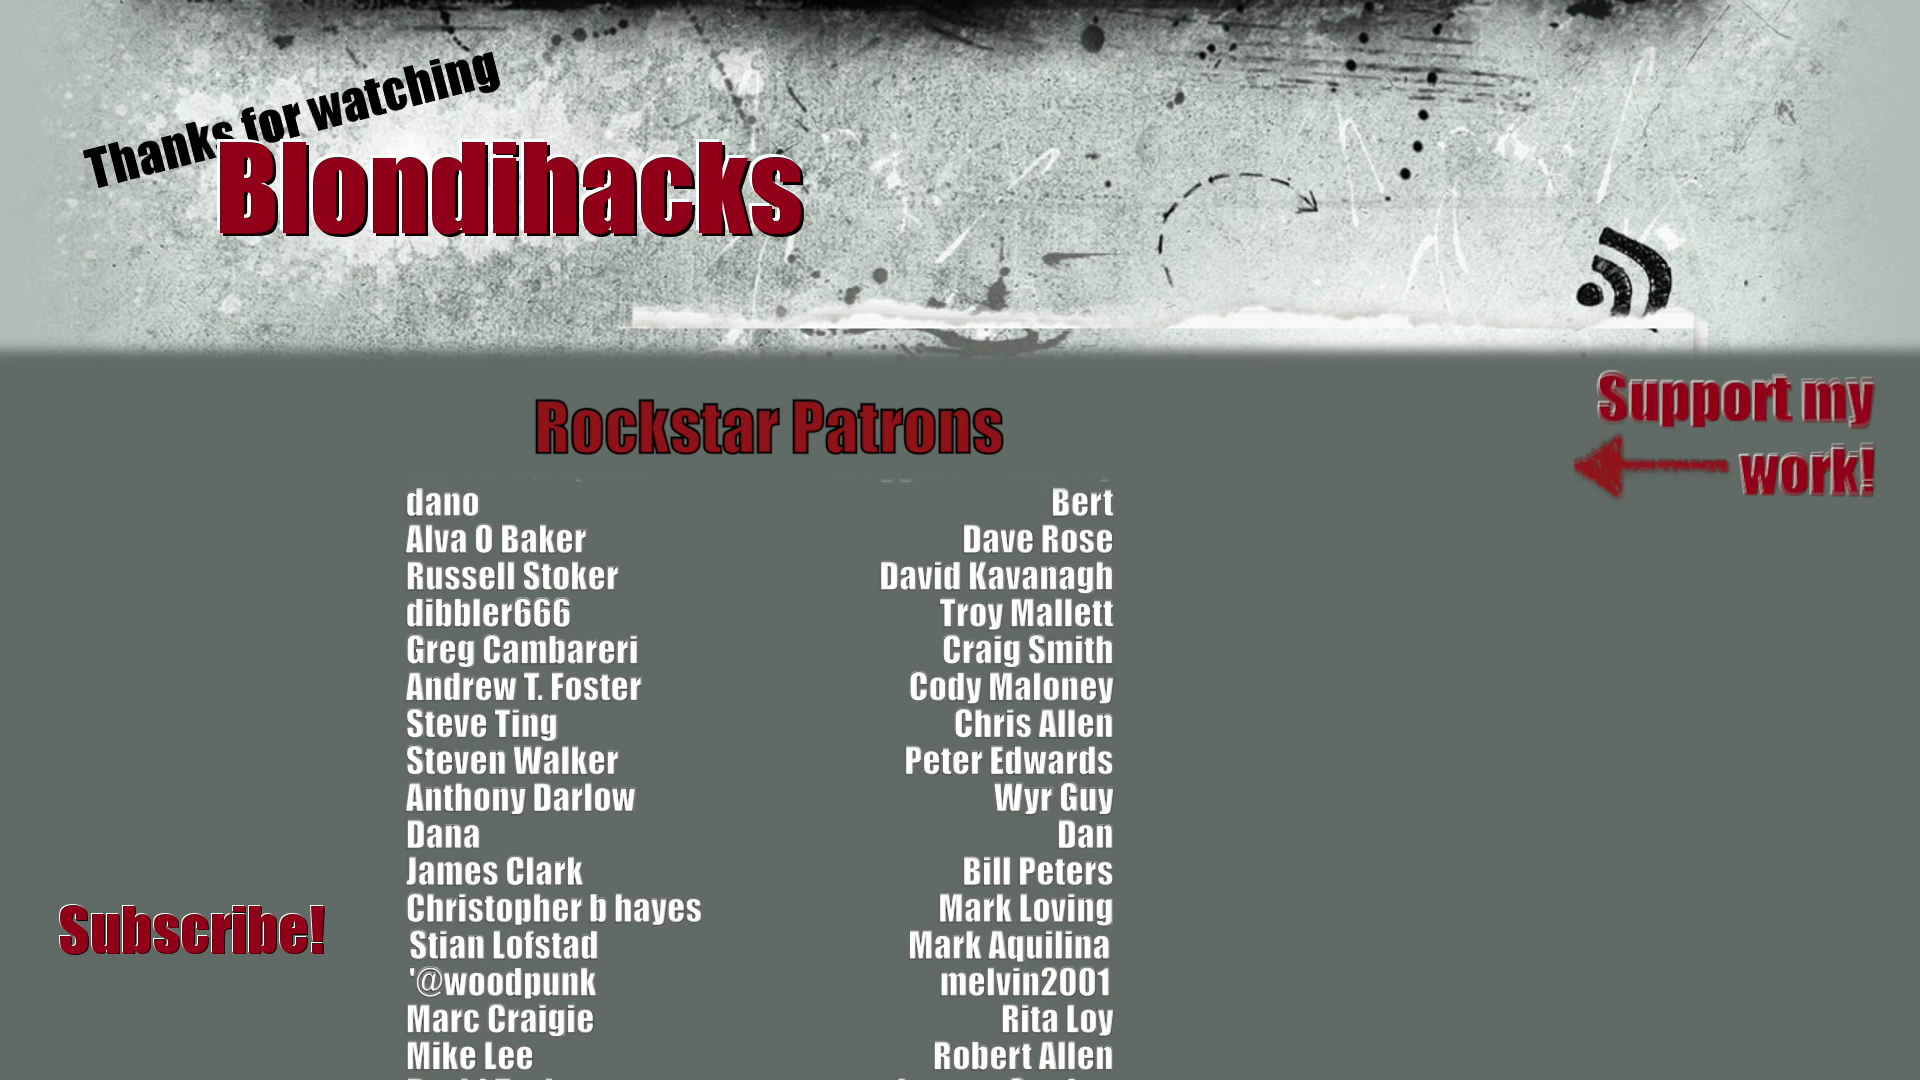 Thanks for watching
Blondihacks
Support my
work!
Rockstar Patrons
dano Bert
Alva O Baker Dave Rose
Russell Stoker David Kavanagh
dibbler666 Troy Mallett
Greg Cambareri Craig Smith
Andrew T. Foster Cody Maloney
Steve Ting Chris Allen
Steven Walker Peter Edwards
Anthony Darlow Wyr Guy
Dana Dan
James Clark Bill Peters
Christopher b hayes Mark Loving
Stian Lofstad Mark Aquilina
'@woodpunk melvin2001
Marc Craigie Rita Loy
Mike Lee Robert Allen
Subscribe!